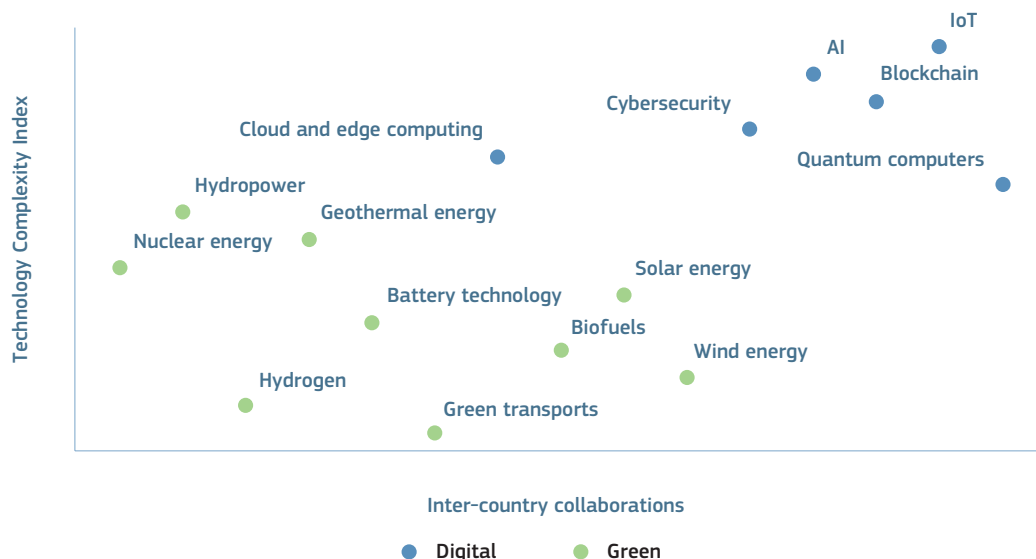 IoT
AI
Blockchain
Cybersecurity
Cloud and edge computing
Quantum computers
Hydropower
Geothermal energy
Nuclear energy
Solar energy
Battery technology
Biofuels
Wind energy
Hydrogen
Green transports
Technology Complexity Index
Inter-country collaborations
Digital
Green